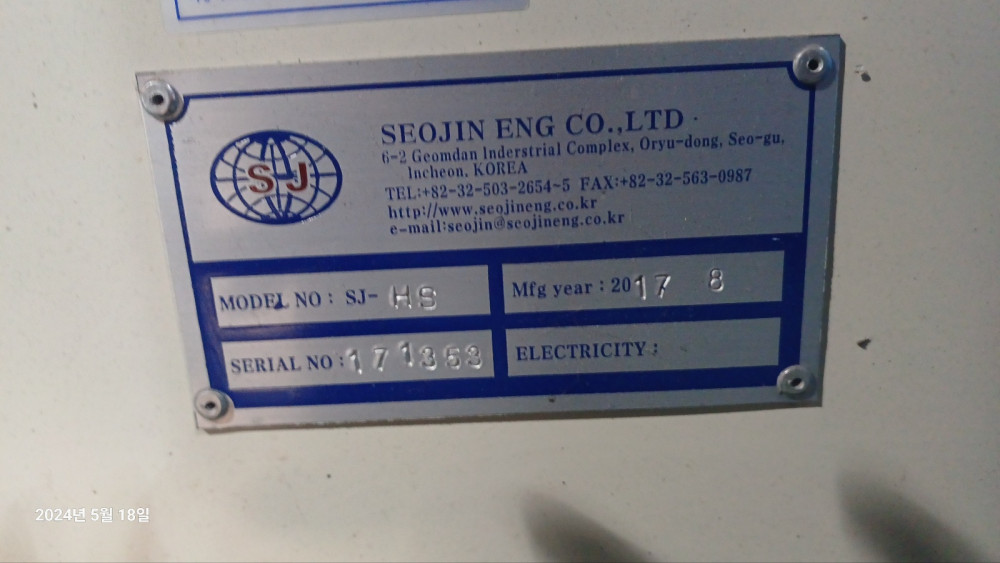 SJ
SEOJIN ENG CO.,LTD
6-2 Geomdan Inderstrial Complex, Oryu-dong, Seo-gu,
Incheon, KOREA
TEL:+82-32-503-2654~5 FAX:+82-32-563-0987
http://www.seojineng.co.kr
e-mail:seojin@seojineng.co.kr
MODEL NO : SJ- HS
Mfg year : 2017 8
SERIAL NO : 171353
ELECTRICITY :
2024년 5월 18일